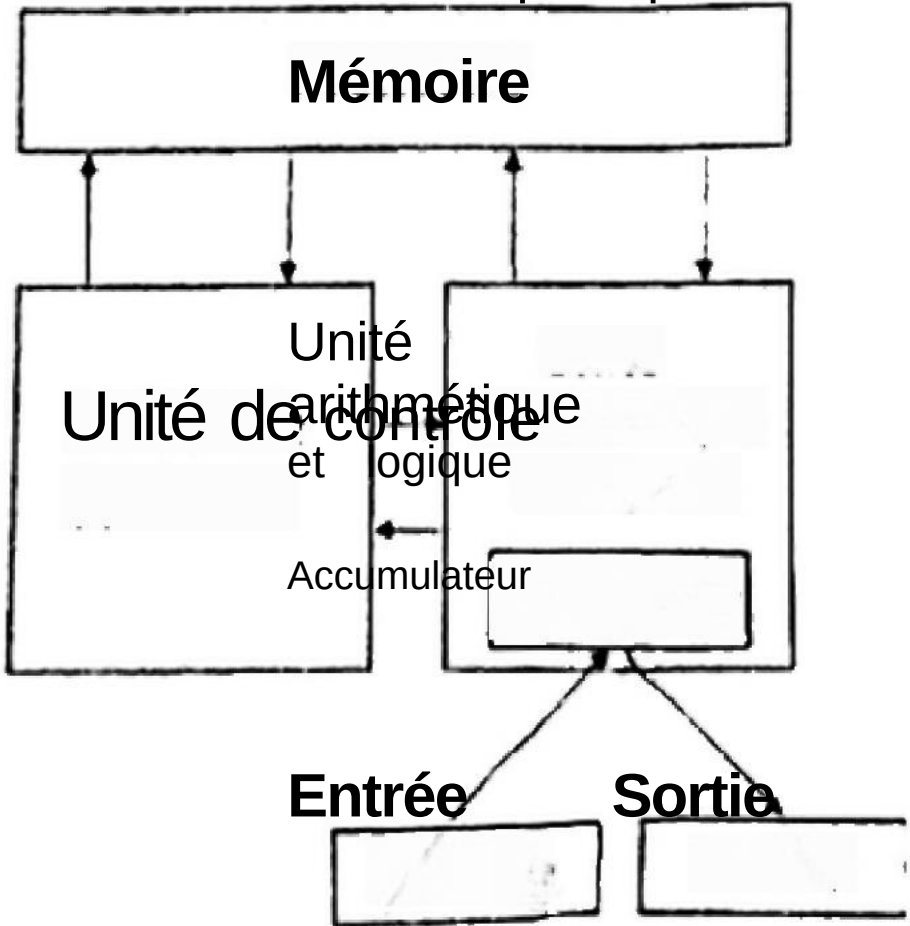 Mémoire
Unité
arithmétique
et logique
Unité de contrôle
Accumulateur
Entrée
Sortie